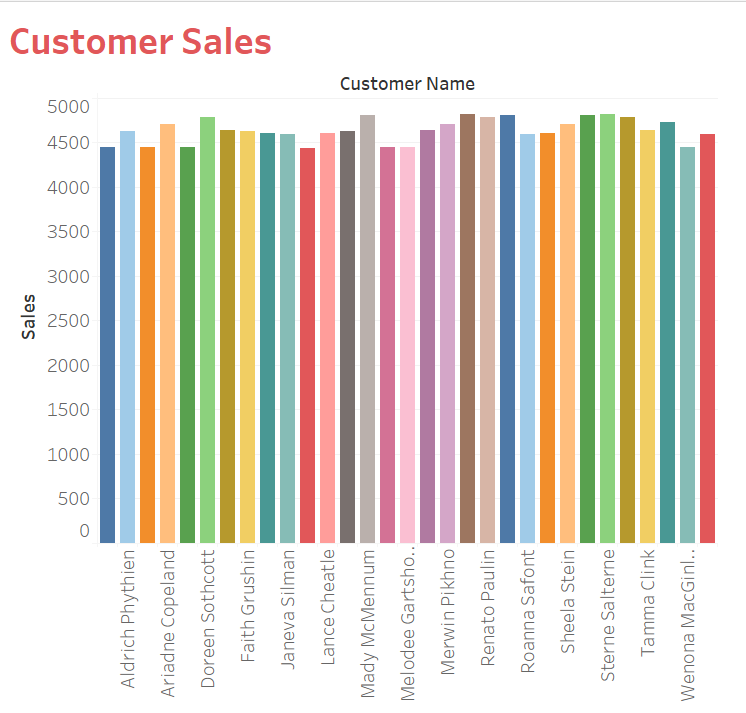 Customer Sales
Customer Name
Sales
5000
4500
4000
3500
3000
2500
2000
1500
1000
500
0
Aldrich Phythien
Ariadne Copeland
Doreen Sothcott
Faith Grushin
Janeva Silman
Lance Cheatle
Mady McMennum
Melodee Gartsho..
Merwin Pikhno
Renato Paulin
Roanna Safont
Sheela Stein
Sterne Salterne
Tamma Clink
Wenona MacGinl..